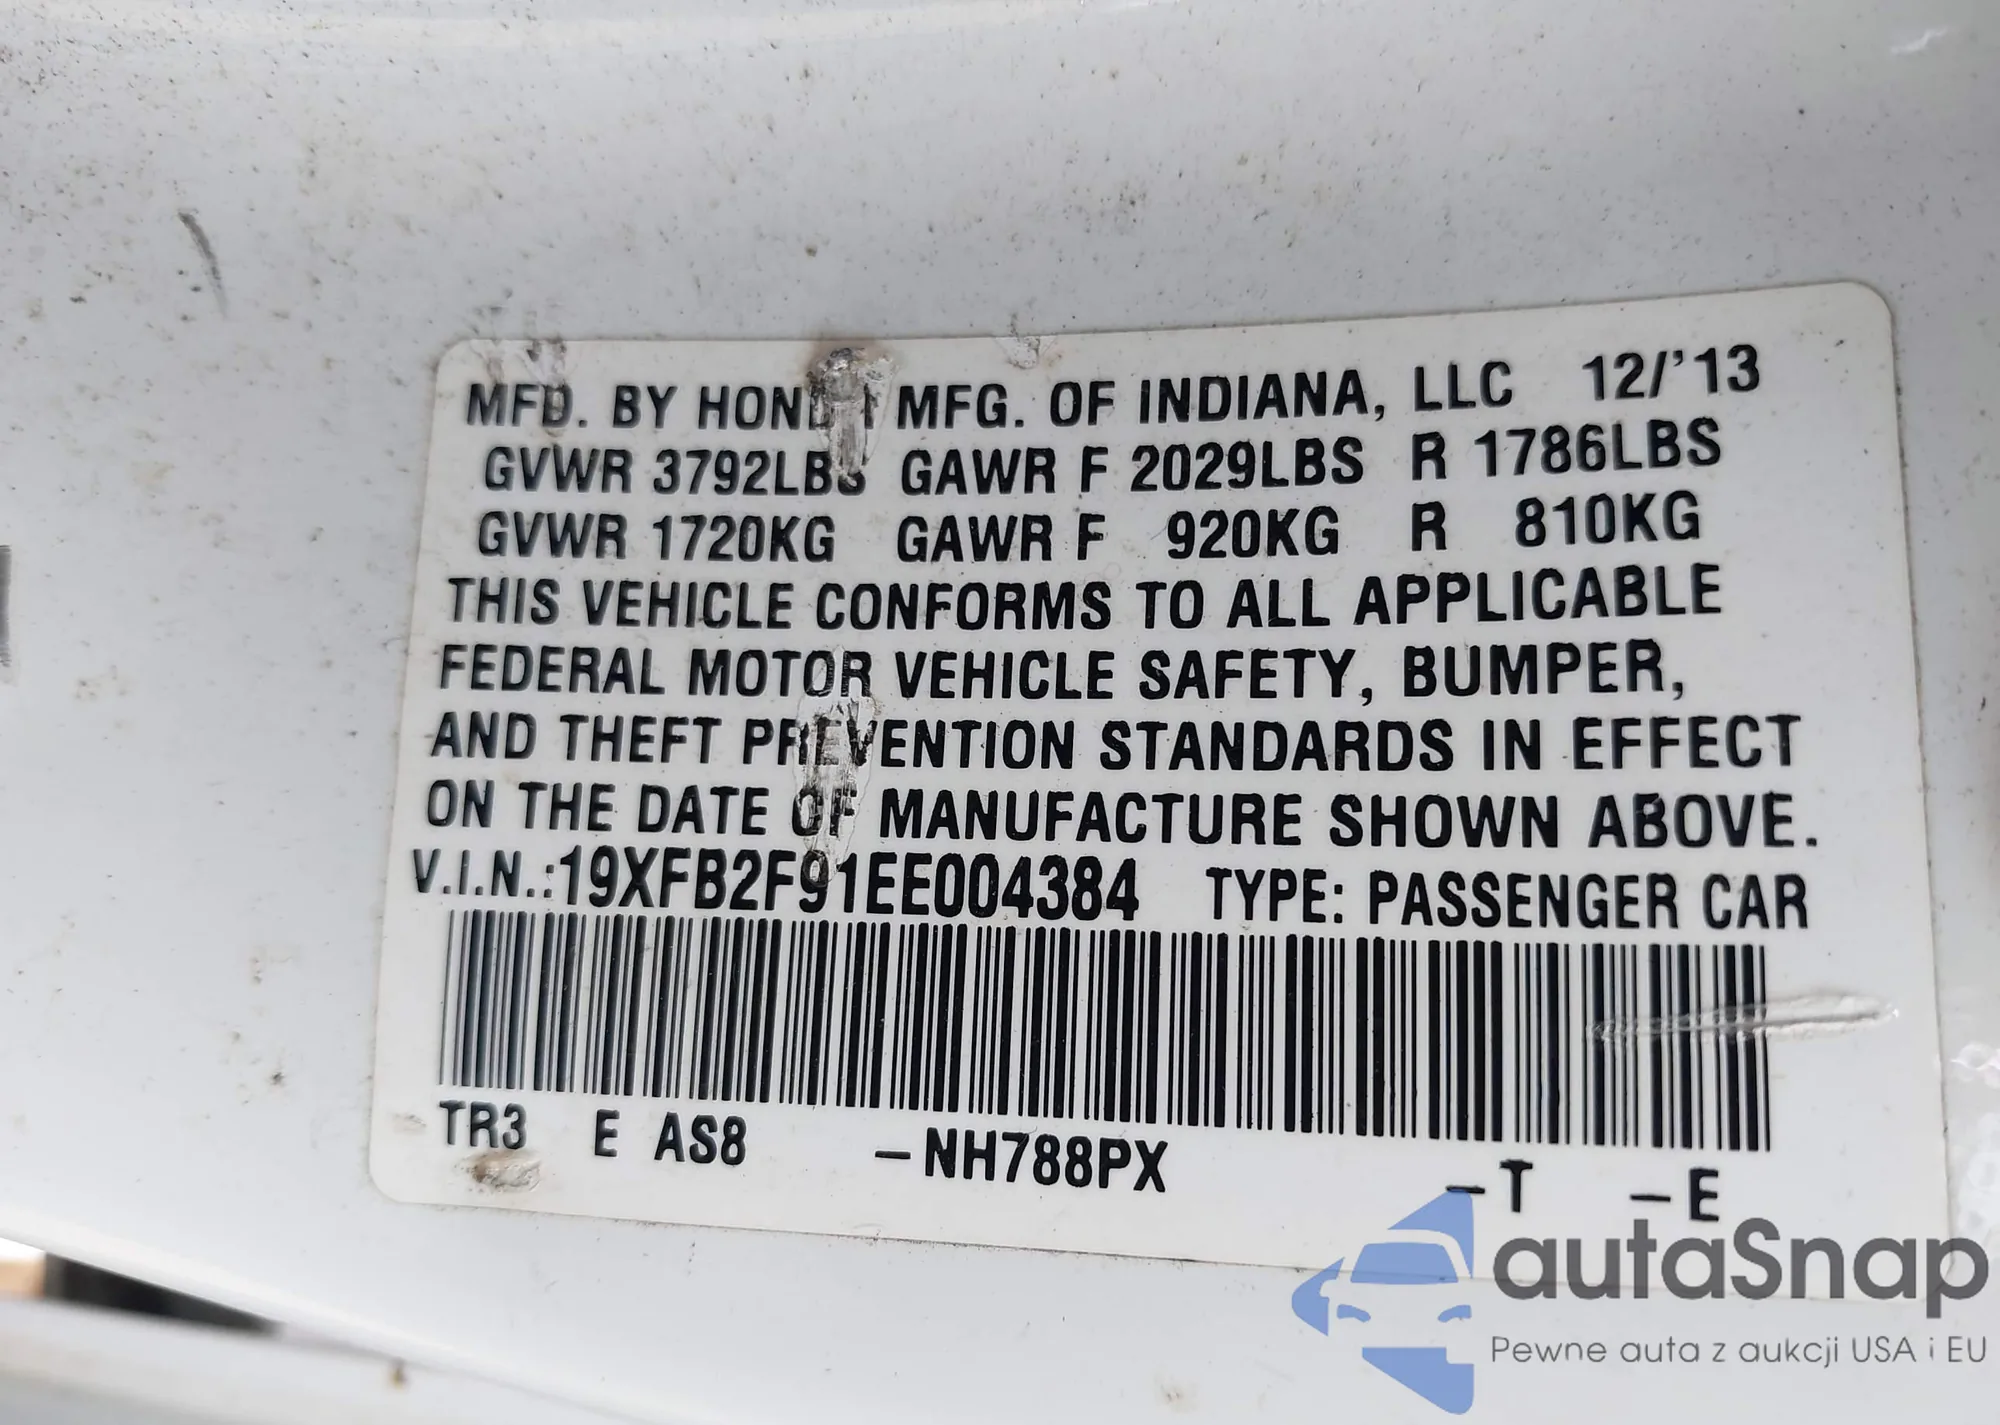 MFD. BY HONDA MFG. OF INDIANA, LLC 12/'13
GVWR 3792LBS GAWR F 2029LBS R 1786LBS
GVWR 1720KG GAWR F 920KG R 810KG
THIS VEHICLE CONFORMS TO ALL APPLICABLE
FEDERAL MOTOR VEHICLE SAFETY, BUMPER,
AND THEFT PREVENTION STANDARDS IN EFFECT
ON THE DATE OF MANUFACTURE SHOWN ABOVE.
V.I.N.:19XFB2F91EE004384 TYPE: PASSENGER CAR
TR3 E AS8 -NH788PX -T -E
autaSnap
Pewne auta z aukcji USA i EU